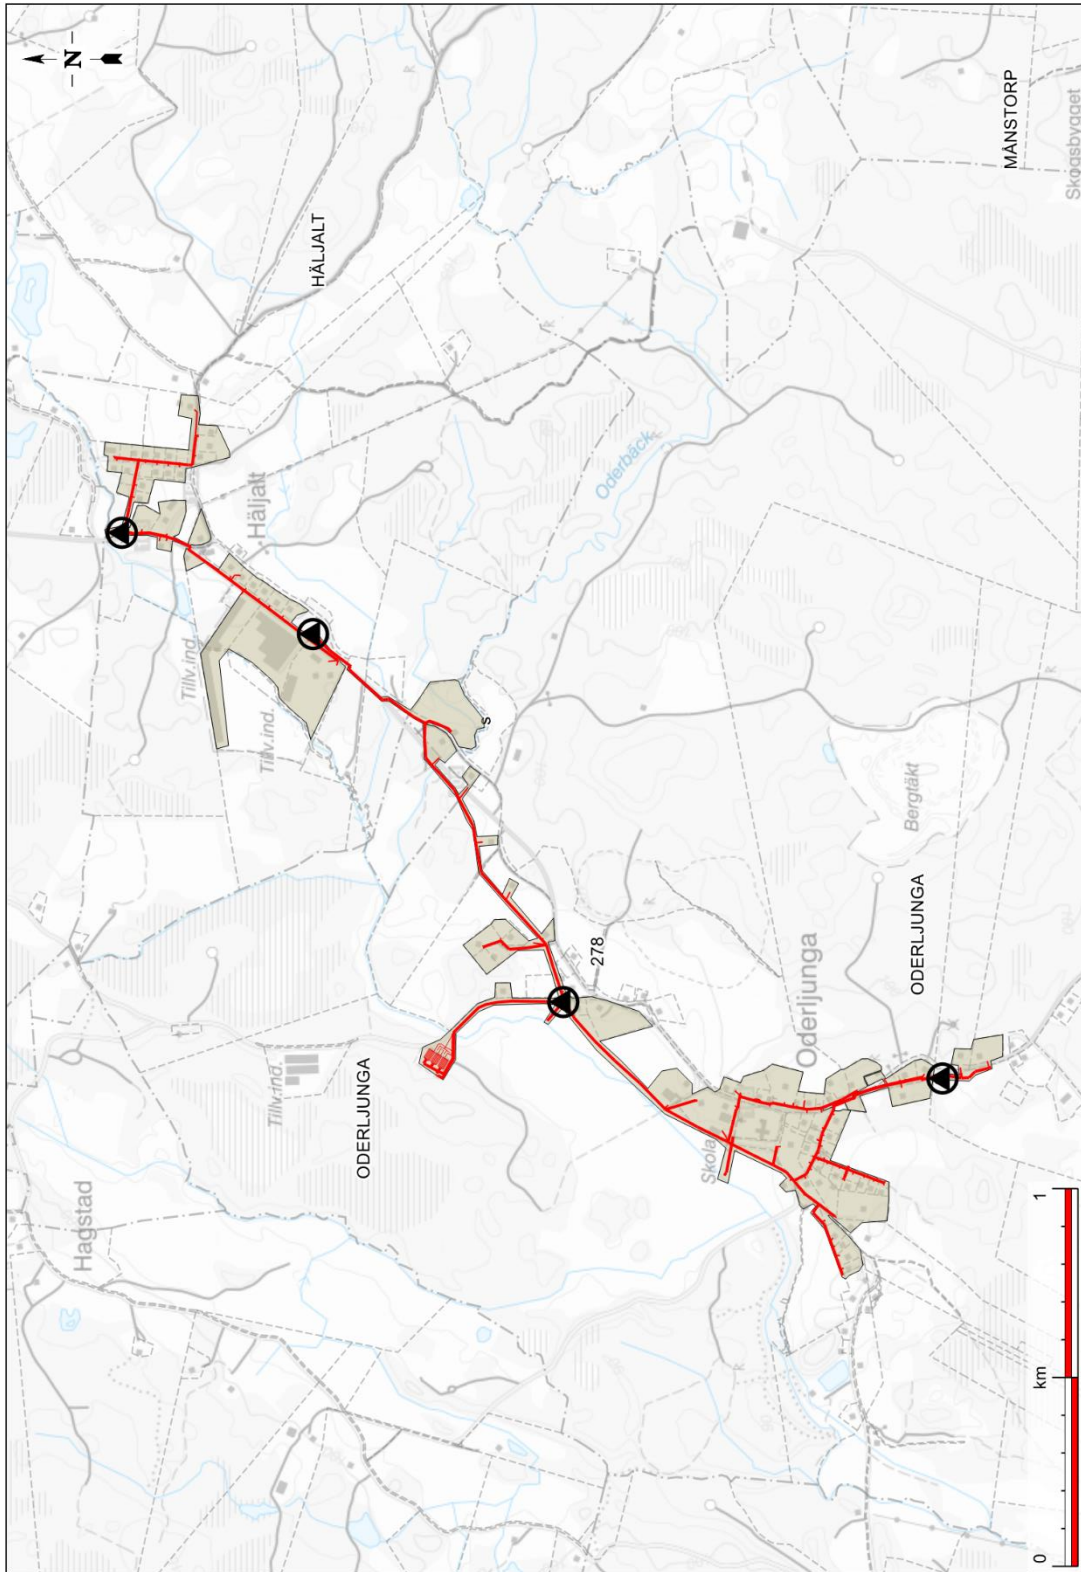 N
HÄLJALT
MÅNSTORP
Skogsbygget
Häljalt
Oderbäck
Tillv.ind.
Tillv.ind.
s
Bergtäkt
278
ODERLJUNGA
Oderljunga
Tillv.ind.
ODERLJUNGA
Skola
Hagstad
0
km
1